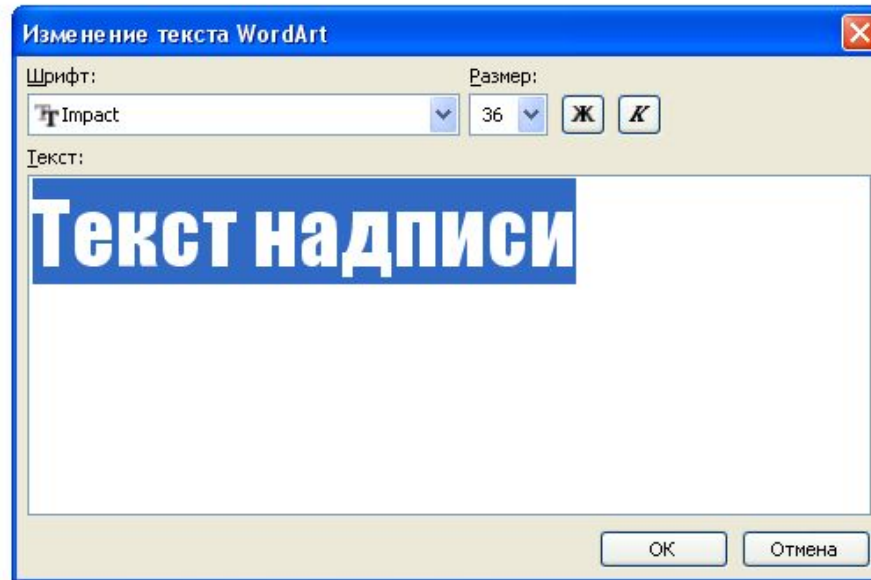 Изменение текста WordArt
Шрифт: Размер:
Impact 36 Ж К
Текст:
Текст надписи
ОК Отмена